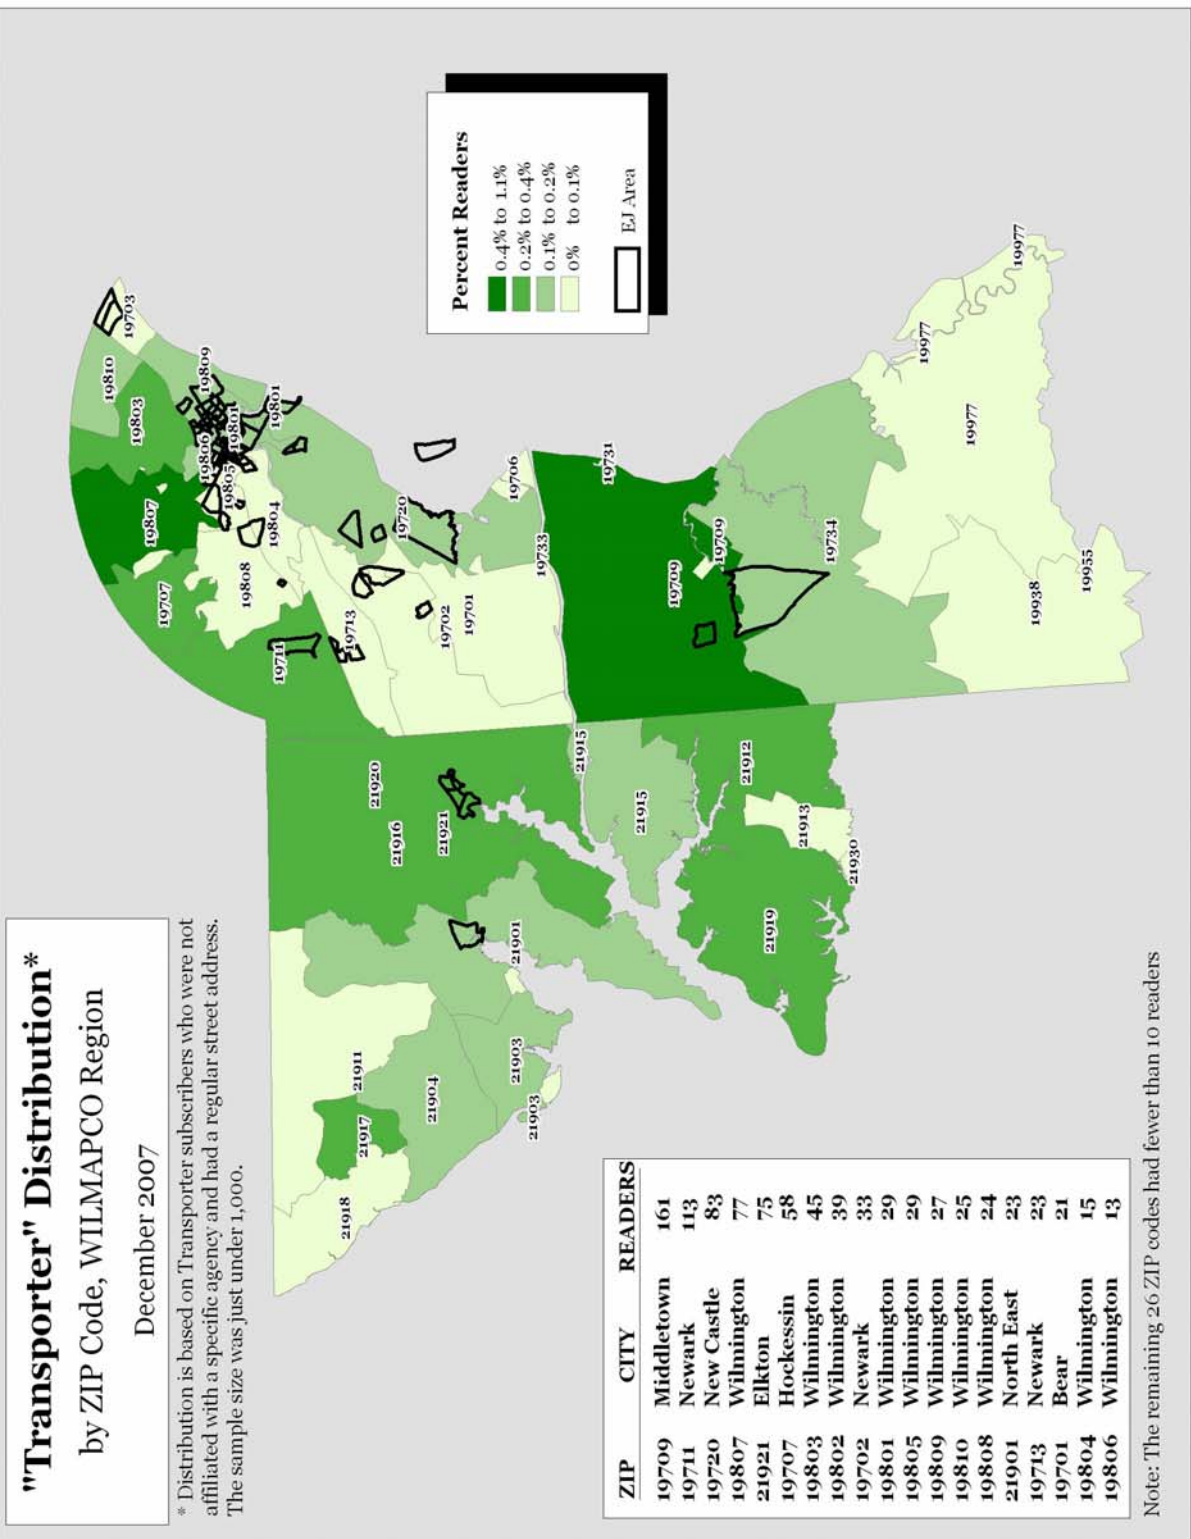 "Transporter" Distribution*
by ZIP Code, WILMAPCO Region
December 2007
* Distribution is based on Transporter subscribers who were not
affiliated with a specific agency and had a regular street address.
The sample size was just under 1,000.
Percent Readers
0.4% to 1.1%
0.2% to 0.4%
0.1% to 0.2%
0% to 0.1%
EJ Area
19810
19703
19803
19809
19807
19806
19801
19801
19805
19707
19804
19808
19711
19713
19720
19702
19701
19706
19733
19731
19709
19709
19734
19977
19977
19977
19938
19955
21920
21916
21921
21915
21915
21912
21913
21930
21919
21901
21911
21904
21903
21903
21917
21918
ZIP CITY READERS
19709 Middletown 161
19711 Newark 113
19720 New Castle 83
19807 Wilmington 77
21921 Elkton 75
19707 Hockessin 58
19803 Wilmington 45
19802 Wilmington 39
19702 Newark 33
19801 Wilmington 29
19805 Wilmington 29
19809 Wilmington 27
19810 Wilmington 25
19808 Wilmington 24
21901 North East 23
19713 Newark 23
19701 Bear 21
19804 Wilmington 15
19806 Wilmington 13
Note: The remaining 26 ZIP codes had fewer than 10 readers